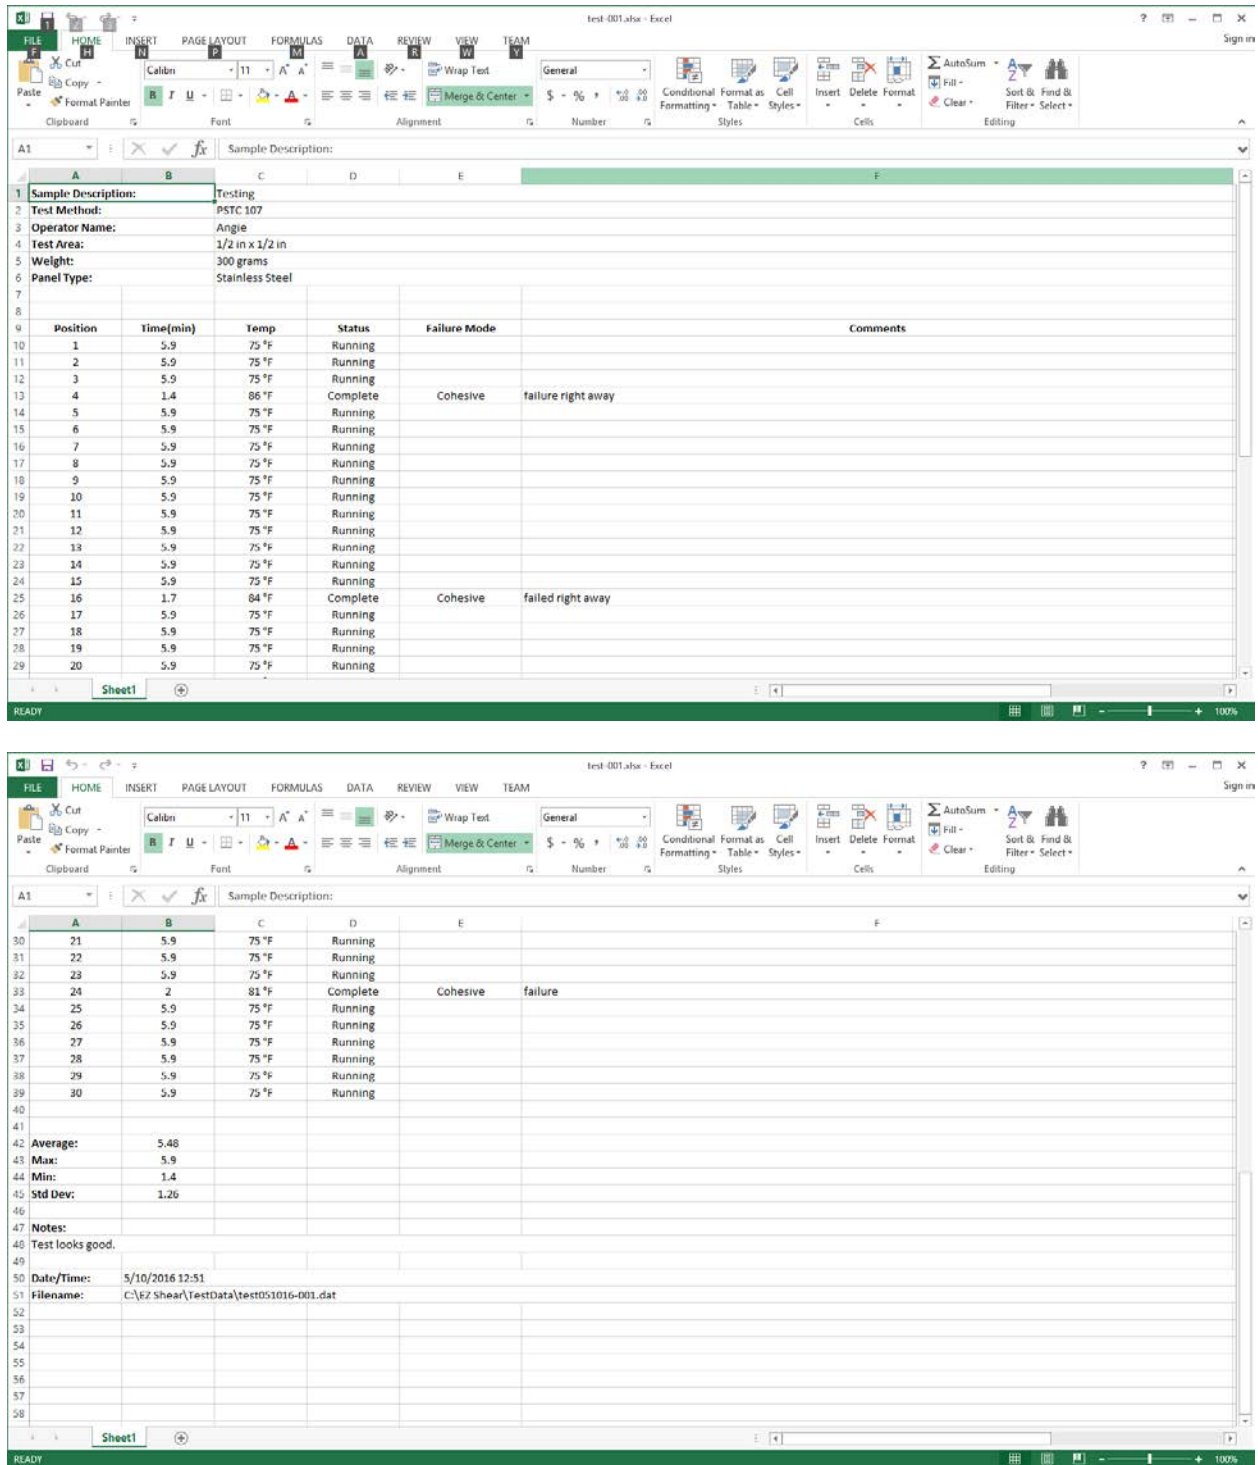 test-001.xlsx - Excel
1
FILE HOME INSERT PAGE LAYOUT FORMULAS DATA REVIEW VIEW TEAM Sign in
F H N P M A R W Y
Cut
Copy
Paste
Format Painter
Calibri 11
B I U
Wrap Text
Merge & Center
General
$ - % ,
Conditional Formatting Format as Table Cell Styles
Insert Delete Format
AutoSum
Fill
Clear
Sort & Filter Find & Select
Clipboard Font Alignment Number Styles Cells Editing
A1 fx Sample Description:
A B C D E F
1 Sample Description: Testing
2 Test Method: PSTC 107
3 Operator Name: Angie
4 Test Area: 1/2 in x 1/2 in
5 Weight: 300 grams
6 Panel Type: Stainless Steel
7
8
9 Position Time(min) Temp Status Failure Mode Comments
10 1 5.9 75 °F Running
11 2 5.9 75 °F Running
12 3 5.9 75 °F Running
13 4 1.4 86 °F Complete Cohesive failure right away
14 5 5.9 75 °F Running
15 6 5.9 75 °F Running
16 7 5.9 75 °F Running
17 8 5.9 75 °F Running
18 9 5.9 75 °F Running
19 10 5.9 75 °F Running
20 11 5.9 75 °F Running
21 12 5.9 75 °F Running
22 13 5.9 75 °F Running
23 14 5.9 75 °F Running
24 15 5.9 75 °F Running
25 16 1.7 84 °F Complete Cohesive failed right away
26 17 5.9 75 °F Running
27 18 5.9 75 °F Running
28 19 5.9 75 °F Running
29 20 5.9 75 °F Running
Sheet1
READY 100%
test-001.xlsx - Excel
FILE HOME INSERT PAGE LAYOUT FORMULAS DATA REVIEW VIEW TEAM Sign in
Cut
Copy
Paste
Format Painter
Calibri 11
B I U
Wrap Text
Merge & Center
General
$ - % ,
Conditional Formatting Format as Table Cell Styles
Insert Delete Format
AutoSum
Fill
Clear
Sort & Filter Find & Select
Clipboard Font Alignment Number Styles Cells Editing
A1 fx Sample Description:
A B C D E F
30 21 5.9 75 °F Running
31 22 5.9 75 °F Running
32 23 5.9 75 °F Running
33 24 2 81 °F Complete Cohesive failure
34 25 5.9 75 °F Running
35 26 5.9 75 °F Running
36 27 5.9 75 °F Running
37 28 5.9 75 °F Running
38 29 5.9 75 °F Running
39 30 5.9 75 °F Running
40
41
42 Average: 5.48
43 Max: 5.9
44 Min: 1.4
45 Std Dev: 1.26
46
47 Notes:
48 Test looks good.
49
50 Date/Time: 5/10/2016 12:51
51 Filename: C:\EZ Shear\TestData\test051016-001.dat
52
53
54
55
56
57
58
Sheet1
READY 100%